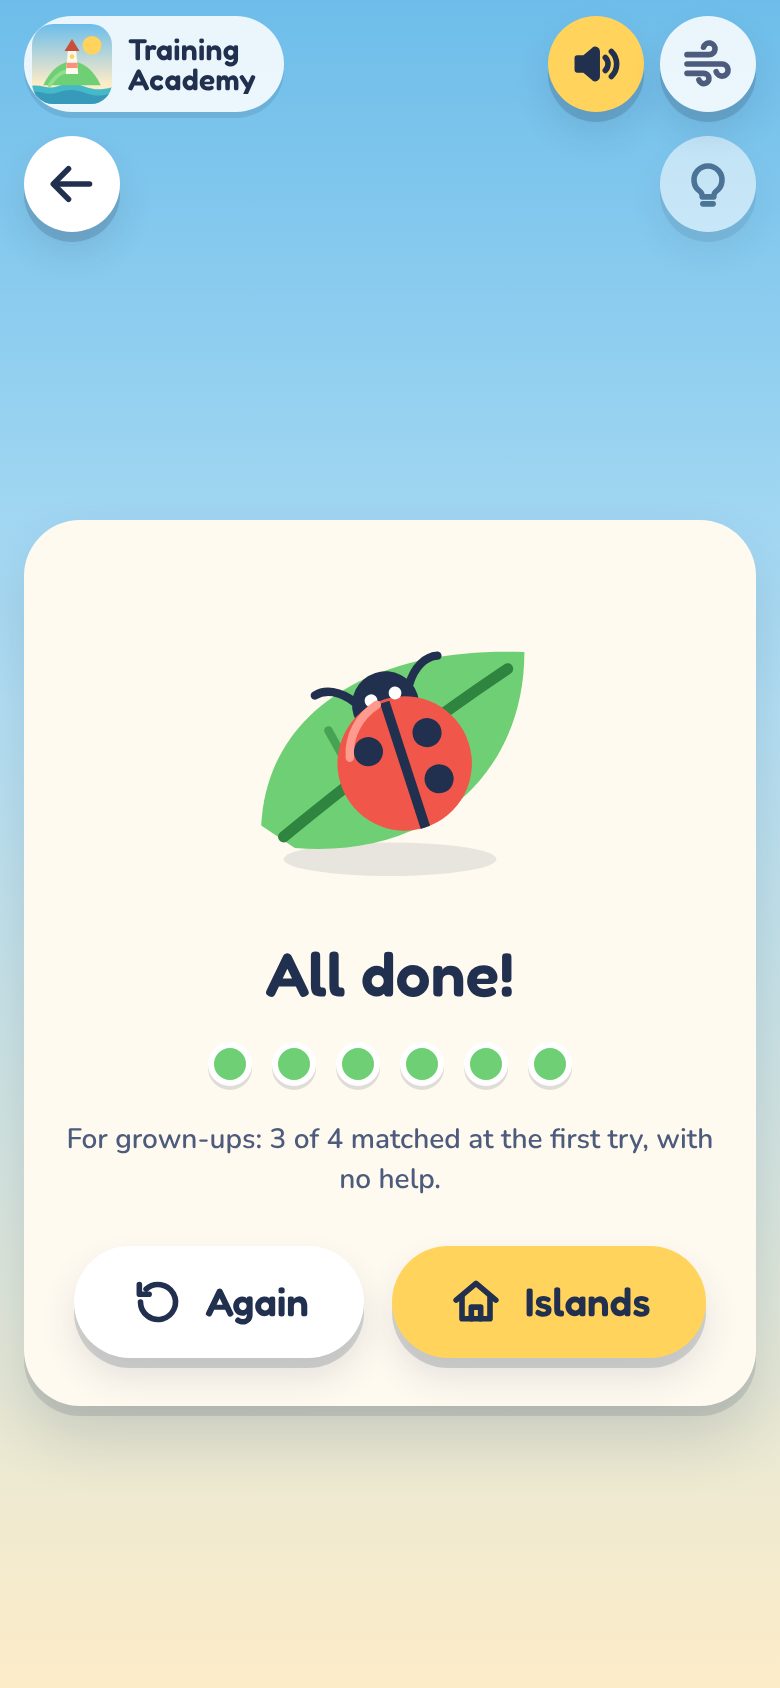 Training
Academy
All done!
For grown-ups: 3 of 4 matched at the first try, with
no help.
Again
Islands